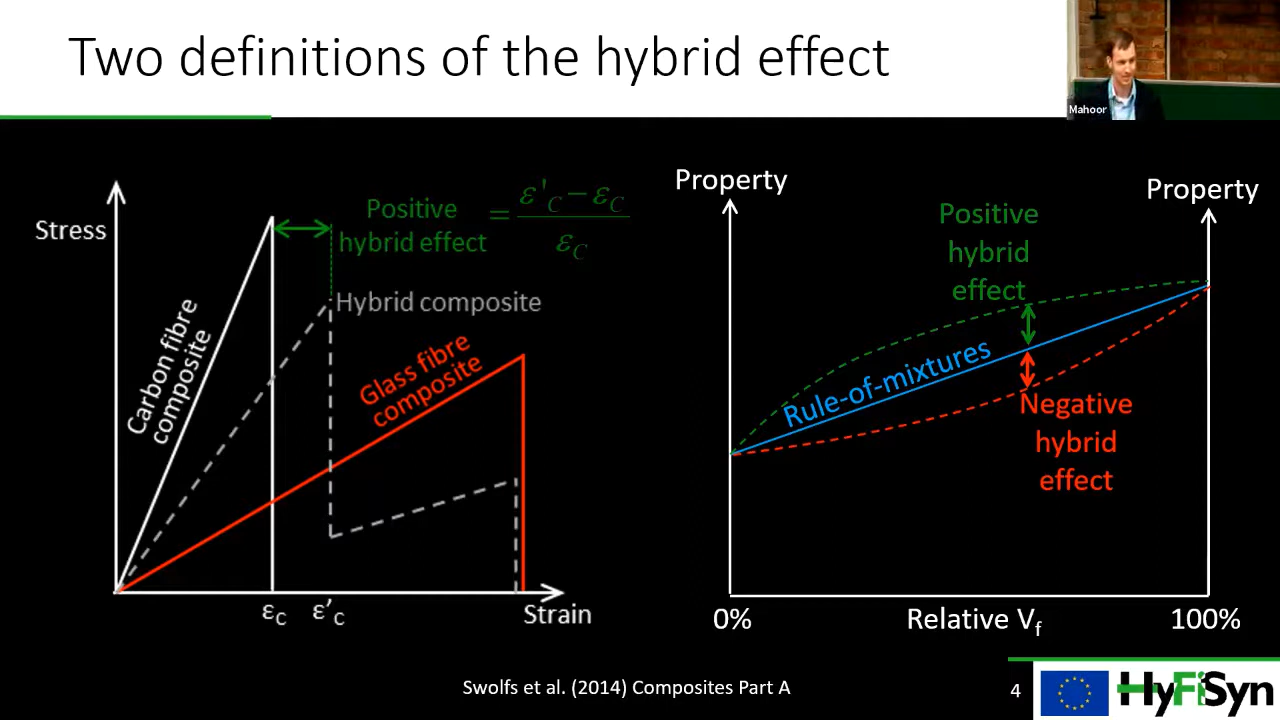 Two definitions of the hybrid effect
Mahoor
Stress
Carbon fibre
composite
Positive
hybrid effect
= ε'C − εC
εC
Hybrid composite
Glass fibre
composite
εC
ε'C
Strain
Property
Property
Positive
hybrid
effect
Rule-of-mixtures
Negative
hybrid
effect
0%
Relative Vf
100%
Swolfs et al. (2014) Composites Part A
4
HyFiSyn